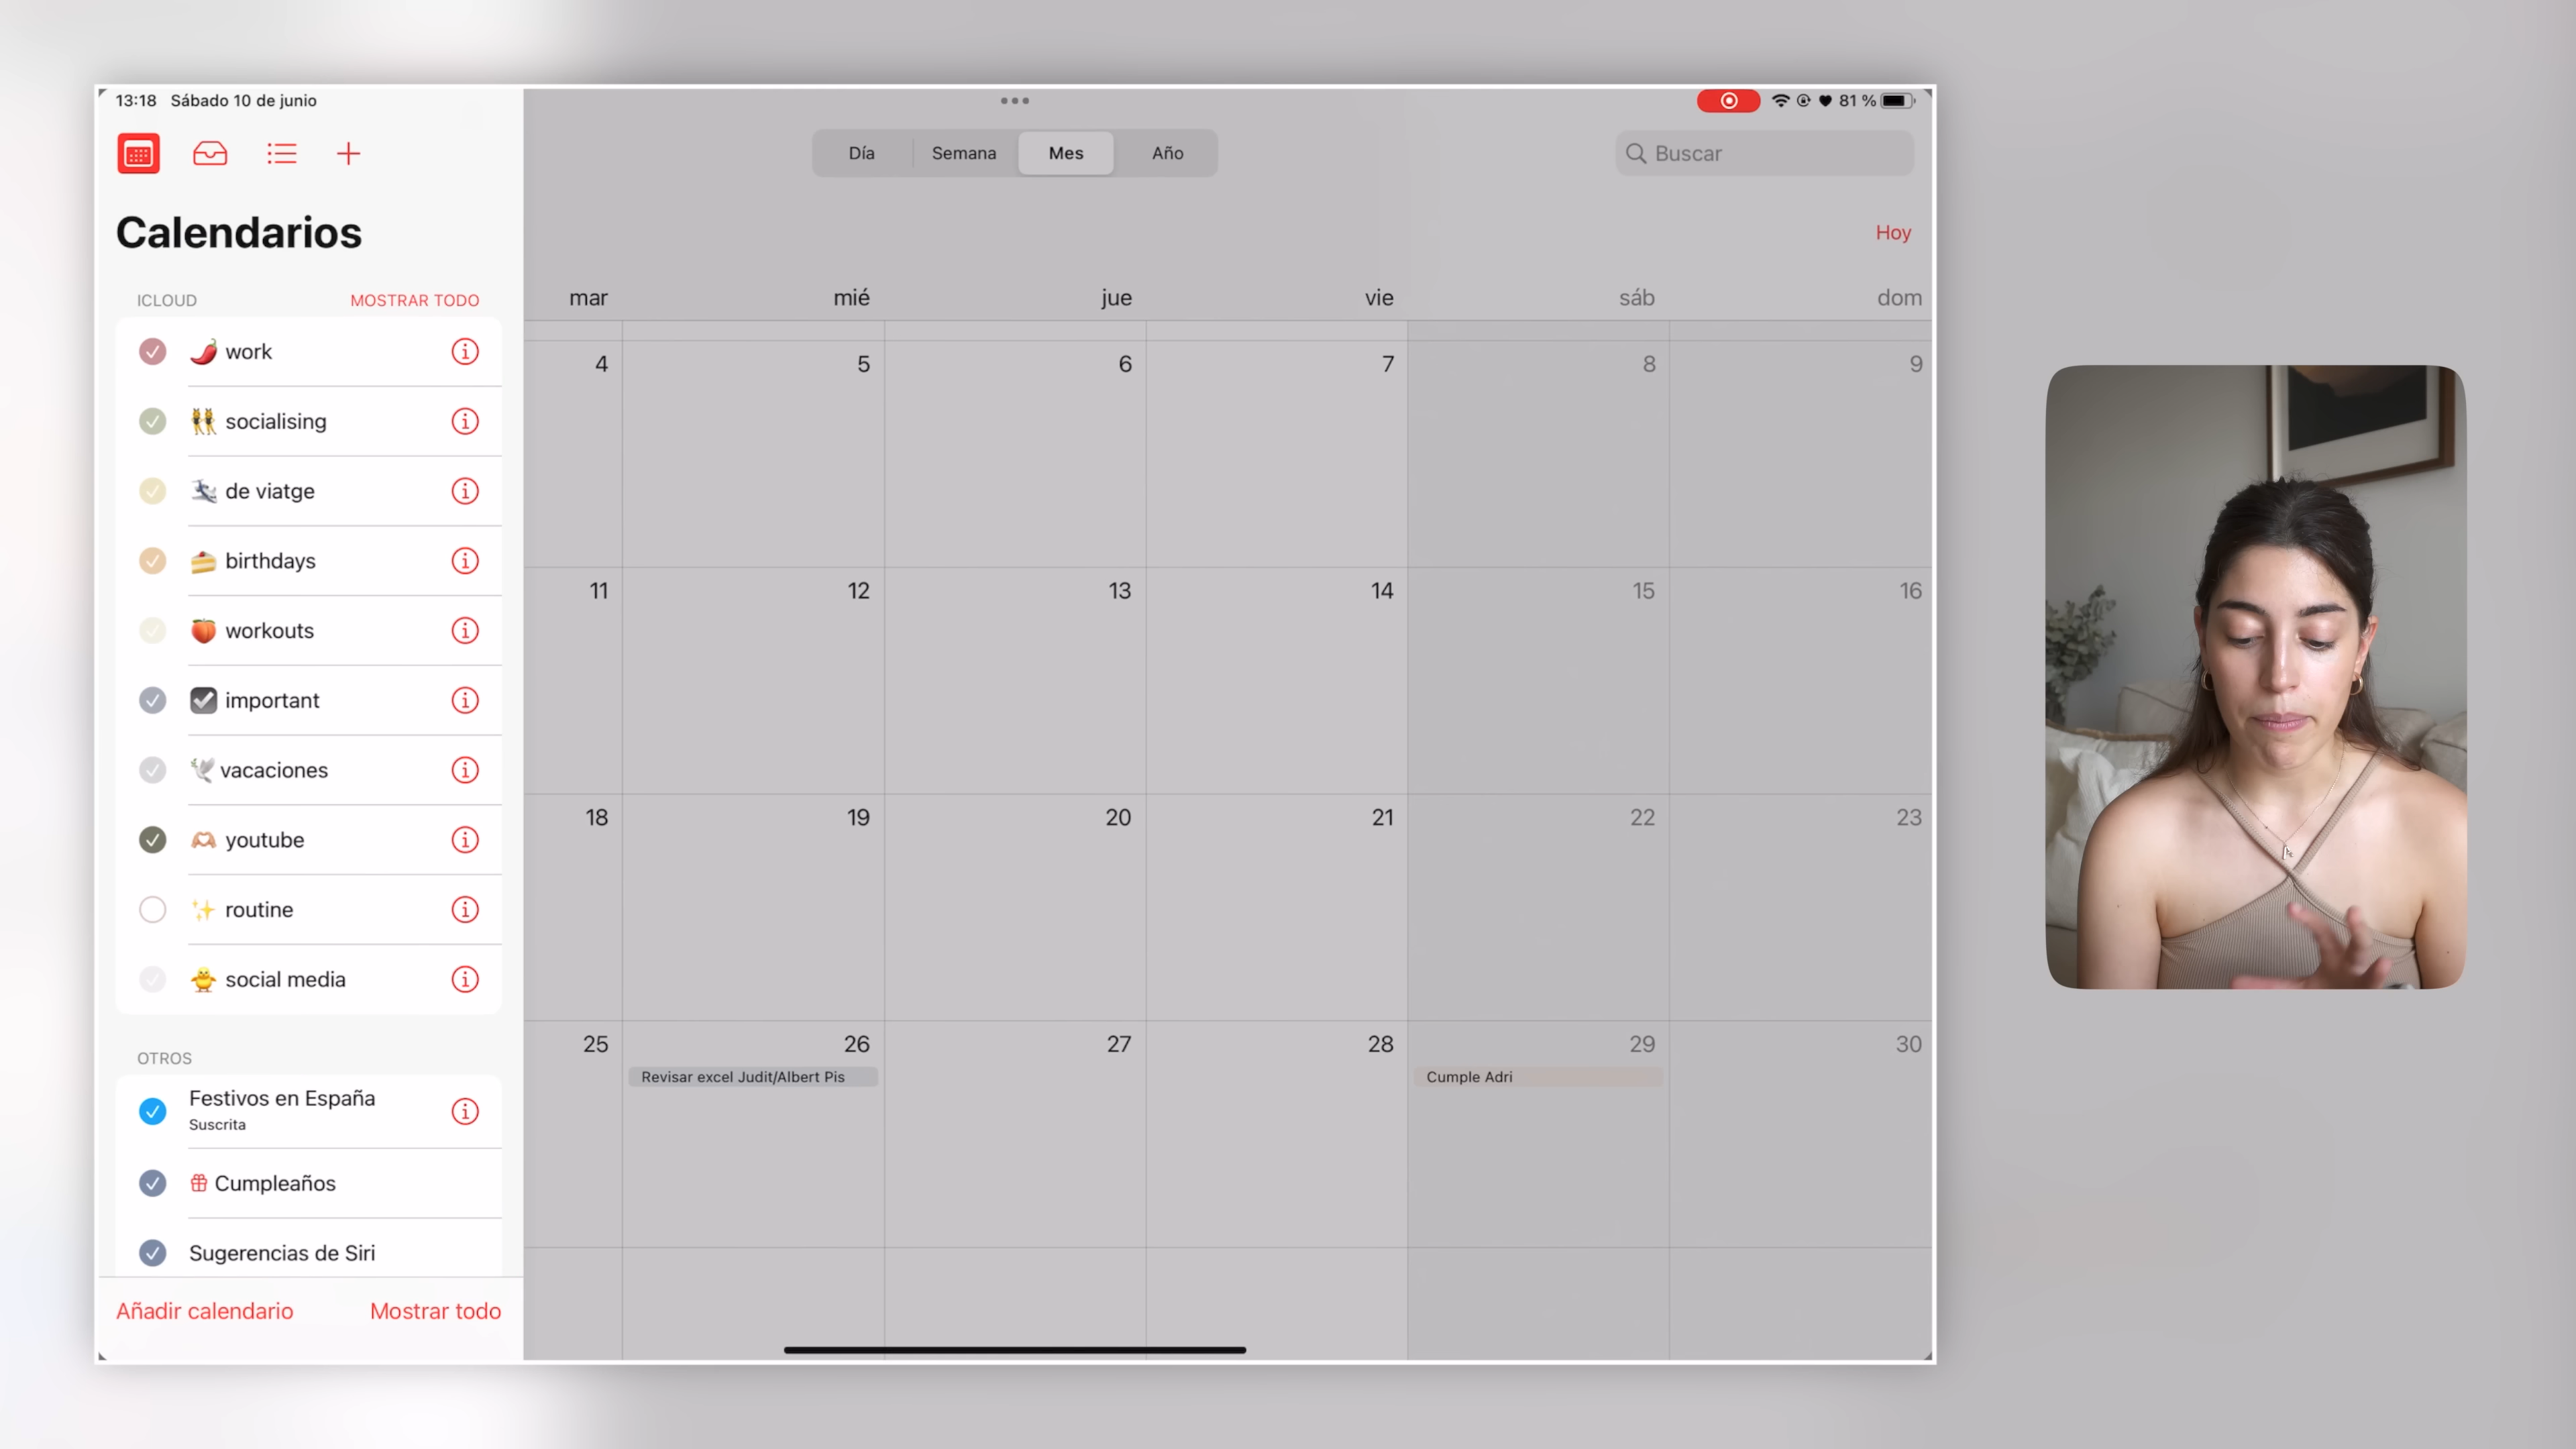 13:18 Sábado 10 de junio
81 %
Día Semana Mes Año
Buscar
Calendarios
Hoy
ICLOUD MOSTRAR TODO
work
socialising
de viatge
birthdays
workouts
important
vacaciones
youtube
routine
social media
OTROS
Festivos en España
Suscrita
Cumpleaños
Sugerencias de Siri
Añadir calendario Mostrar todo
mar mié jue vie sáb dom
4 5 6 7 8 9
11 12 13 14 15 16
18 19 20 21 22 23
25 26 27 28 29 30
Revisar excel Judit/Albert Pis
Cumple Adri